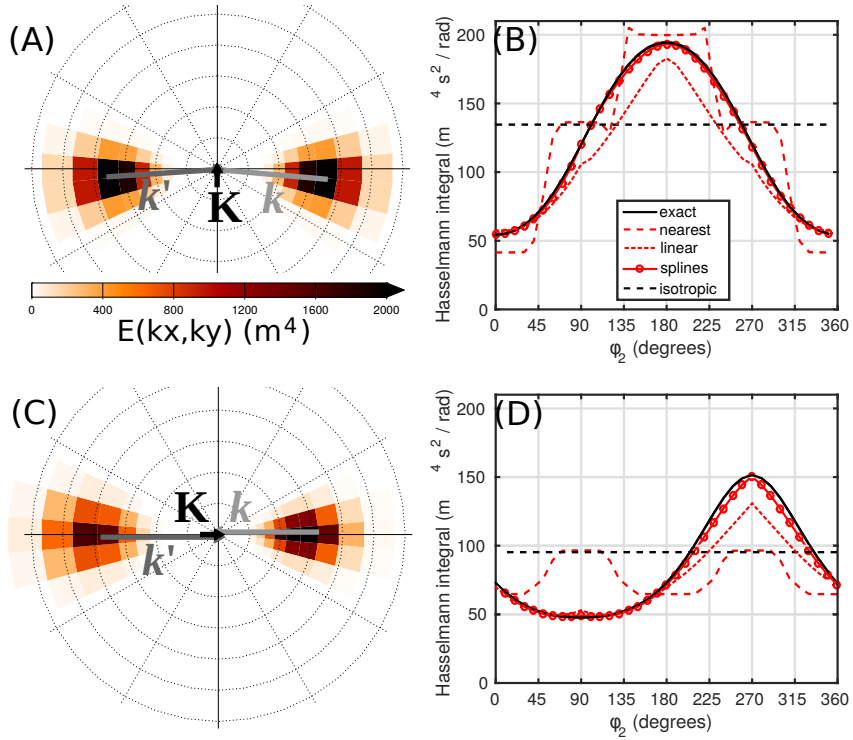 (A)
k'
K
k
0 400 800 1200 1600 2000
E(kx,ky) (m⁴)
(B)
Hasselmann integral (m ⁴ s² / rad)
200
150
100
50
0
exact
nearest
linear
splines
isotropic
0 45 90 135 180 225 270 315 360
φ₂ (degrees)
(C)
K
k
k'
(D)
Hasselmann integral (m ⁴ s² / rad)
200
150
100
50
0
0 45 90 135 180 225 270 315 360
φ₂ (degrees)